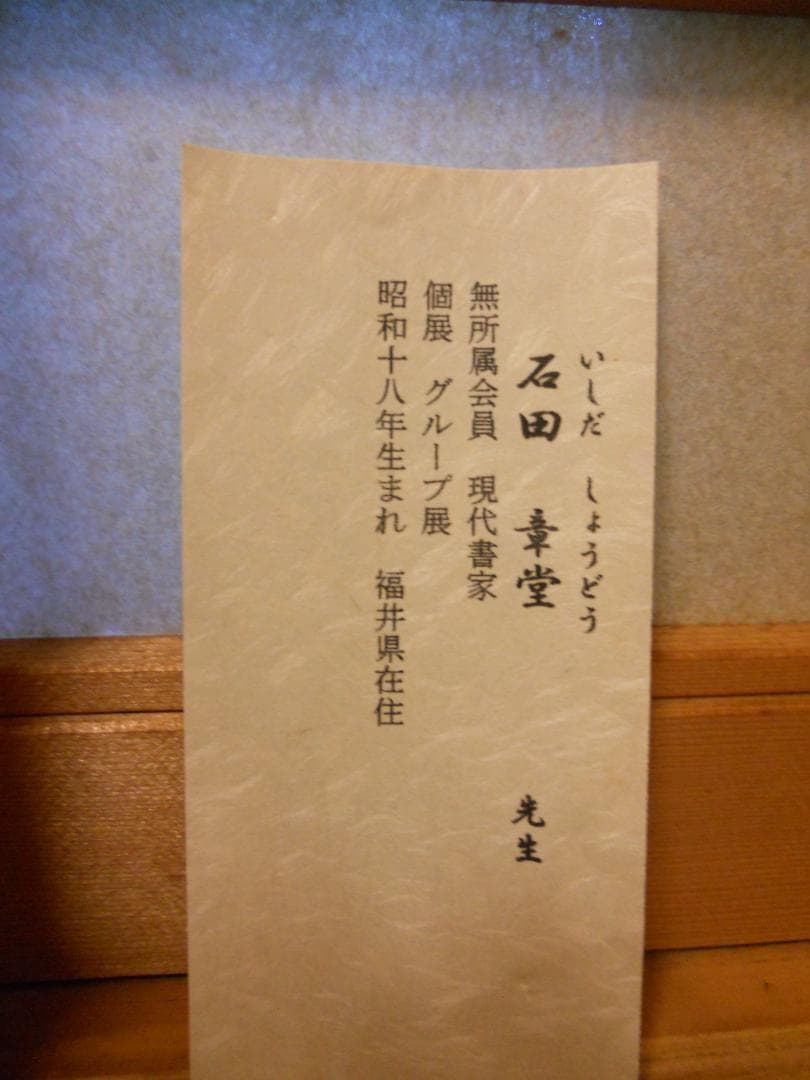 いしだ　しょうどう
石田　章堂　先生
無所属会員　現代書家
個展　グループ展
昭和十八年生まれ　福井県在住